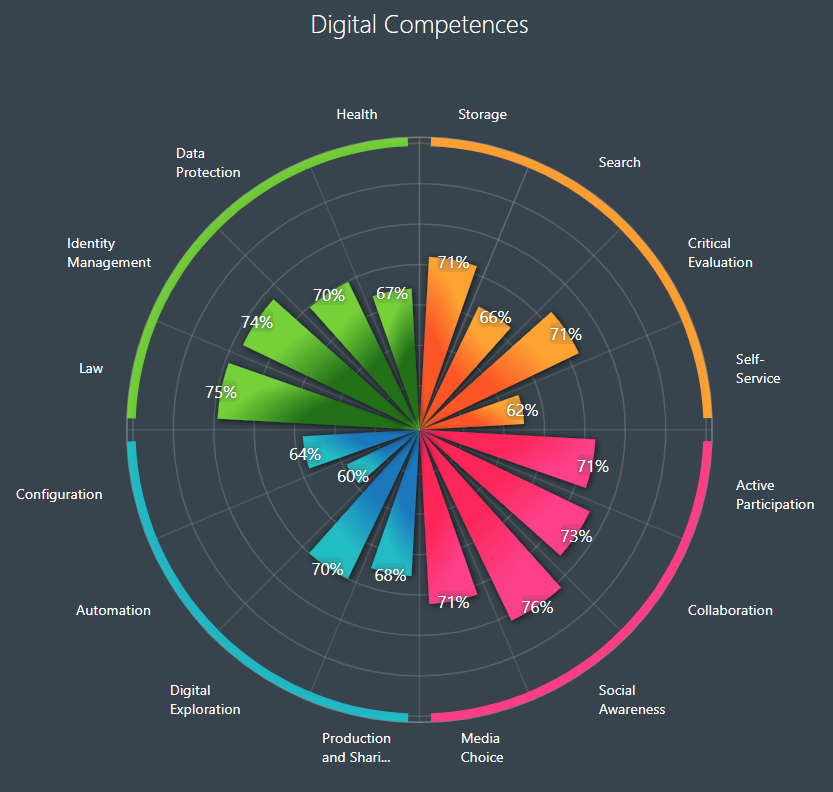 Digital Competences
Health
Storage
Data
Protection
Search
Identity
Management
Critical
Evaluation
Law
Self-
Service
71%
66%
71%
62%
67%
70%
74%
75%
64%
60%
70%
68%
71%
73%
76%
71%
Configuration
Active
Participation
Automation
Collaboration
Digital
Exploration
Social
Awareness
Production
and Shari...
Media
Choice